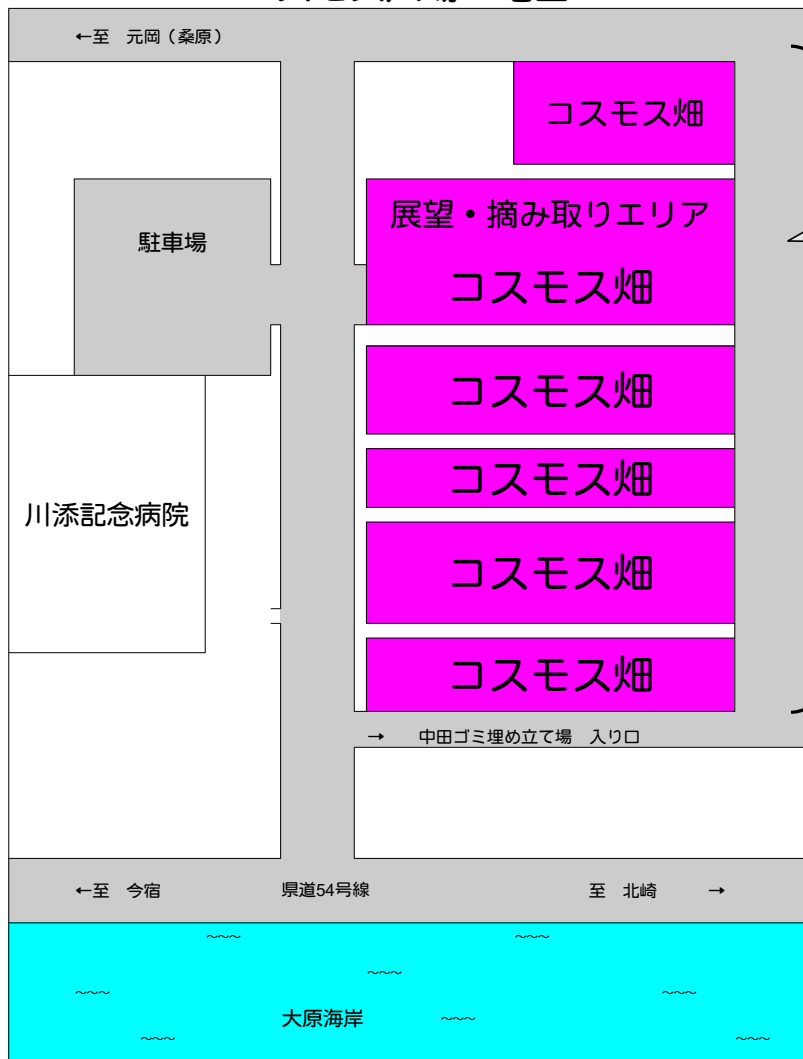 ←至 元岡（桑原）
コスモス畑
展望・摘み取りエリア
コスモス畑
駐車場
コスモス畑
コスモス畑
川添記念病院
コスモス畑
コスモス畑
→ 中田ゴミ埋め立て場 入り口
←至 今宿 県道54号線 至 北崎 →
～～～ ～～～
～～～
～～～ ～～～
大原海岸 ～～～
～～～ ～～～